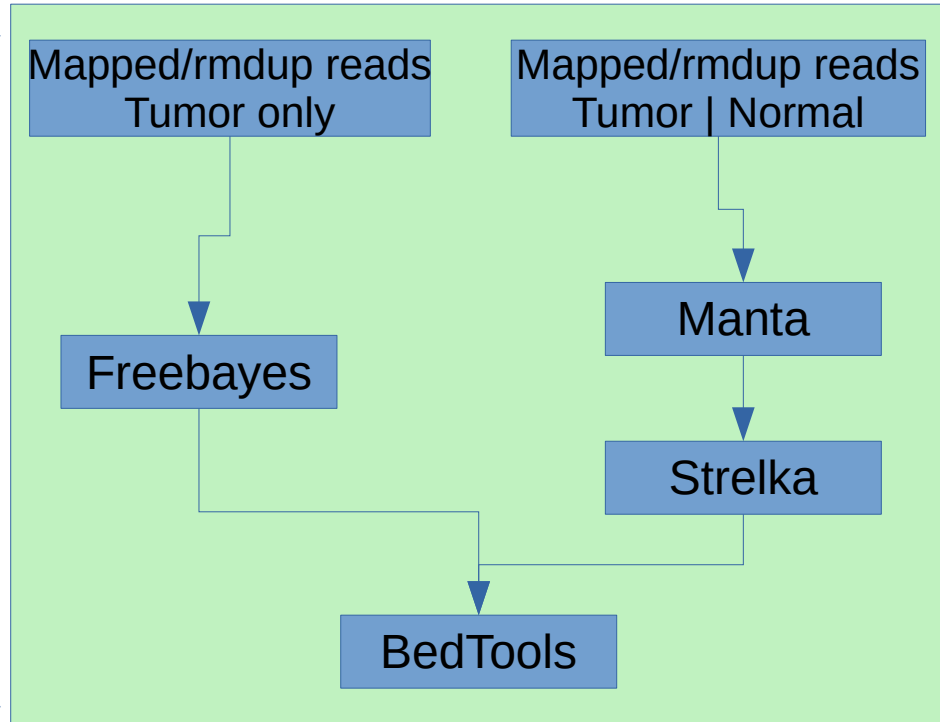 Mapped/rmdup reads
Tumor only
Mapped/rmdup reads
Tumor | Normal
Manta
Freebayes
Strelka
BedTools